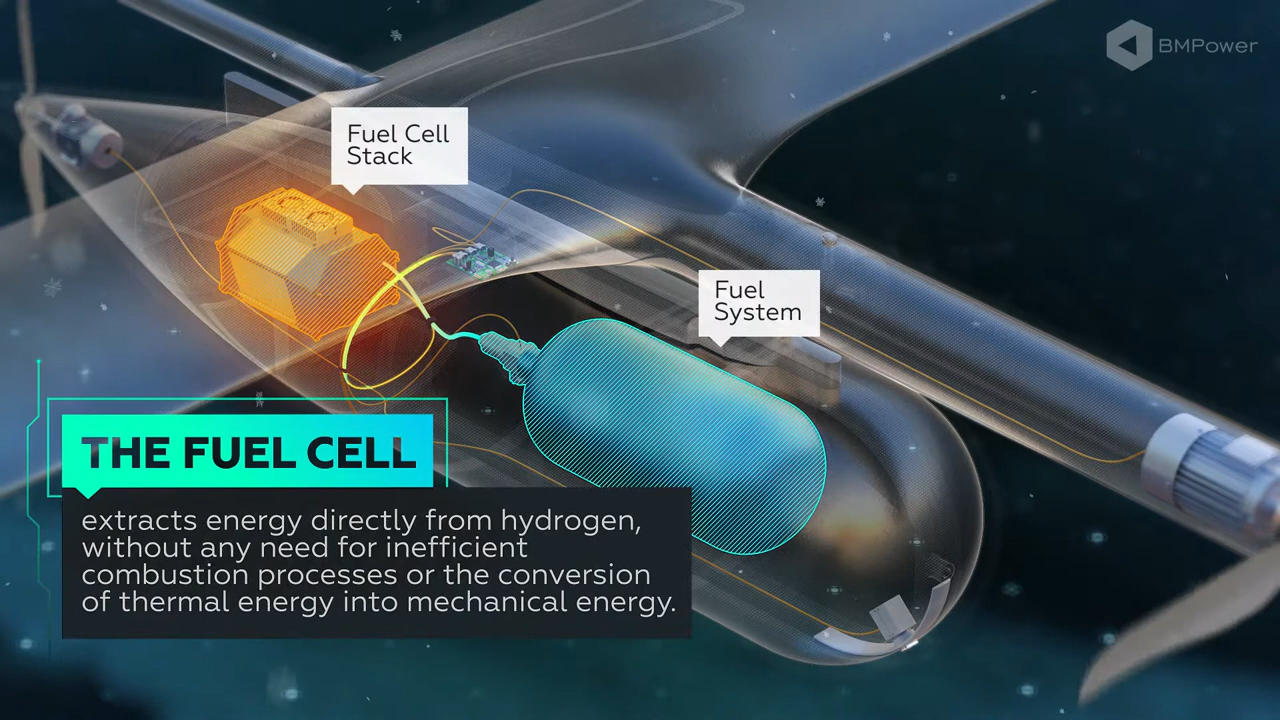 BMPower
Fuel Cell
Stack
Fuel
System
THE FUEL CELL
extracts energy directly from hydrogen,
without any need for inefficient
combustion processes or the conversion
of thermal energy into mechanical energy.